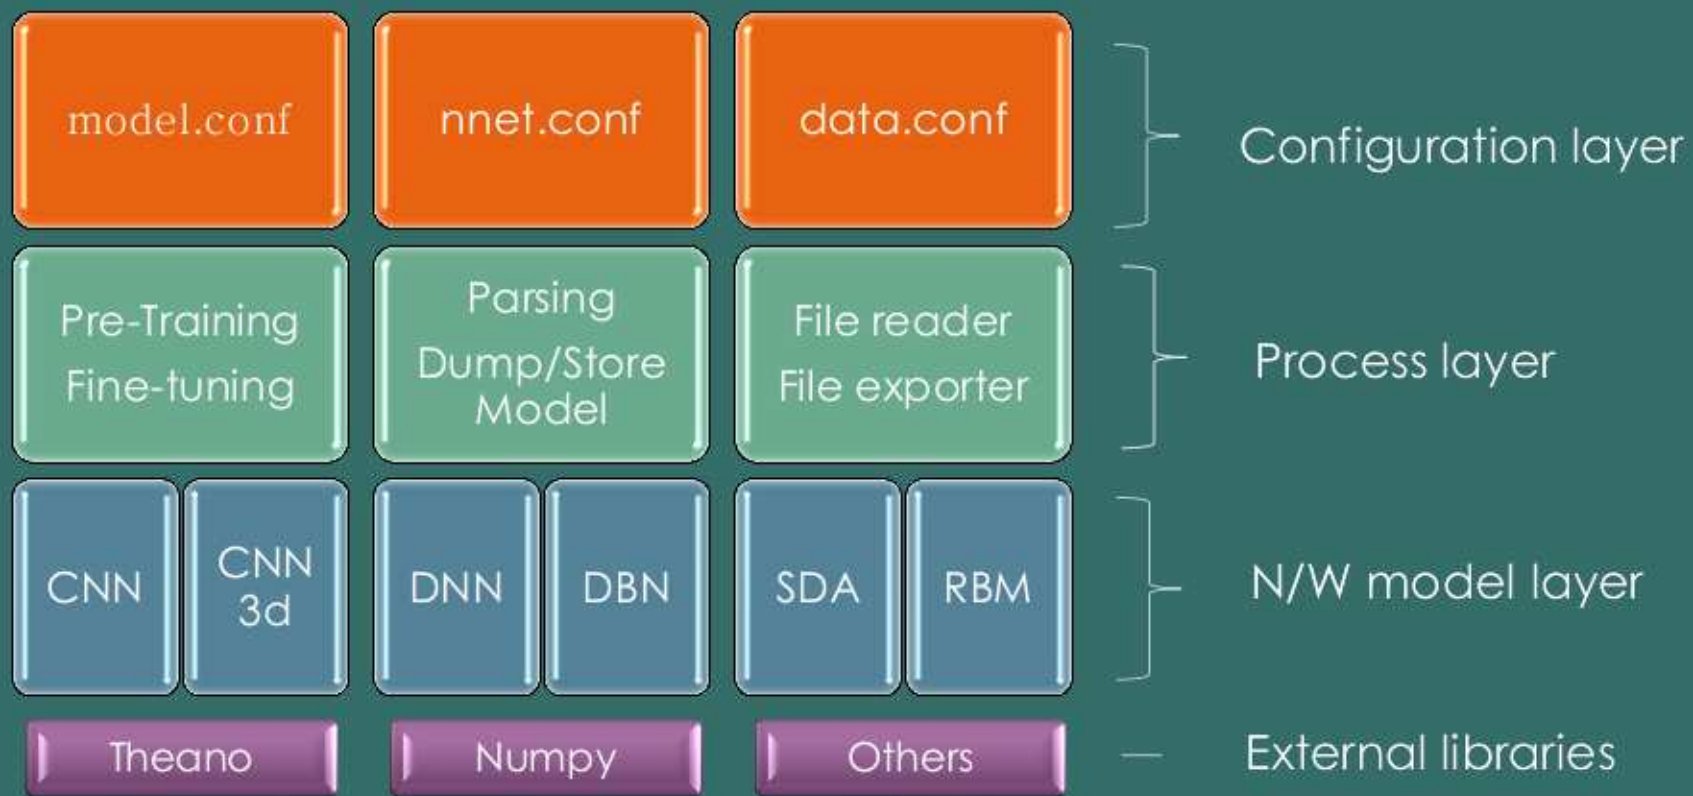 model.conf
nnet.conf
data.conf
Configuration layer
Pre-Training
Fine-tuning
Parsing
Dump/Store
Model
File reader
File exporter
Process layer
CNN
CNN
3d
DNN
DBN
SDA
RBM
N/W model layer
Theano
Numpy
Others
External libraries